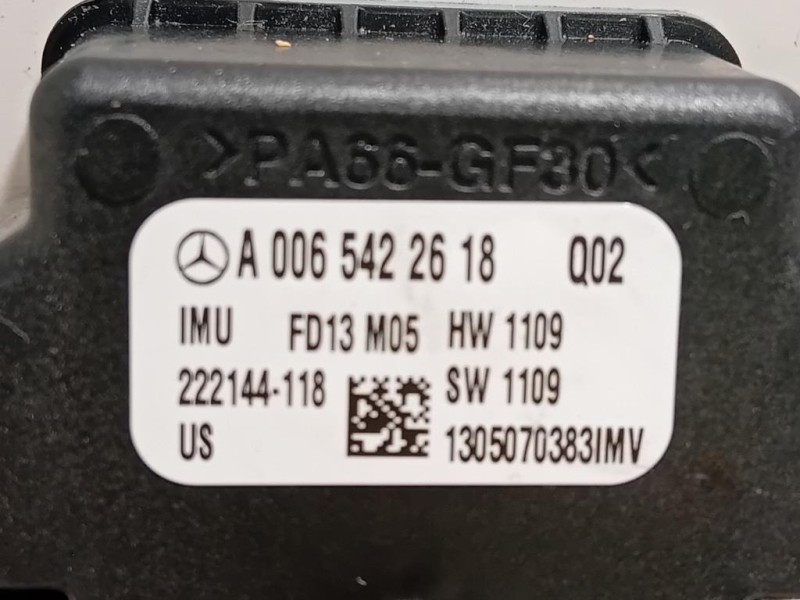 >PA66-GF30<
A 006 542 26 18 Q02
IMU FD13 M05 HW 1109
222144-118 SW 1109
US 1305070383IMV